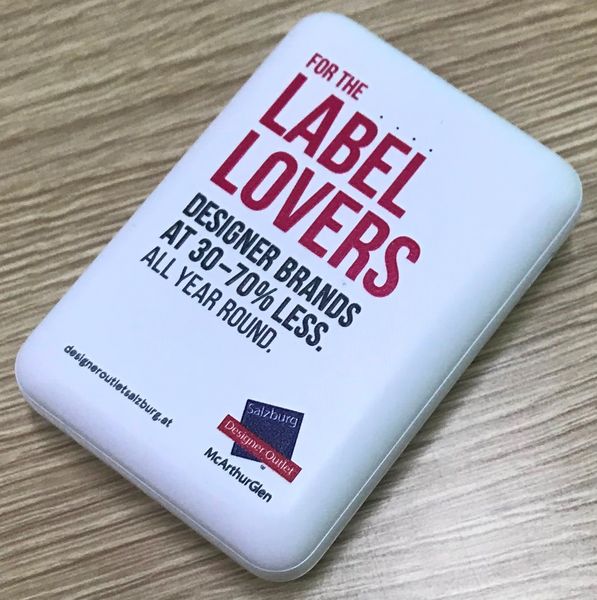 FOR THE
LABEL
LOVERS
DESIGNER BRANDS
AT 30–70% LESS.
ALL YEAR ROUND.
designeroutletsalzburg.at
Salzburg
Designer Outlet
McArthurGlen